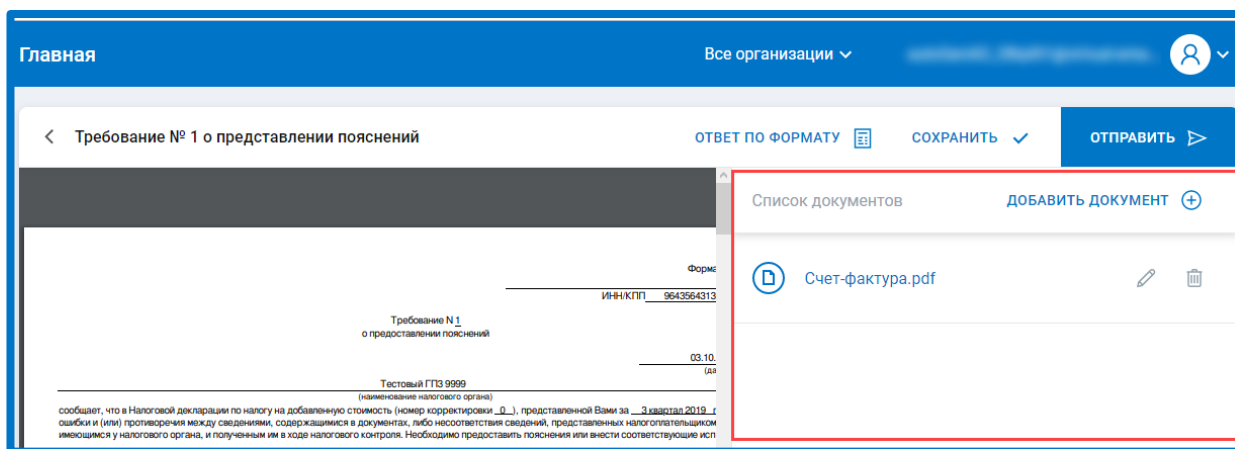 Главная
Все организации
Требование № 1 о представлении пояснений
ОТВЕТ ПО ФОРМАТУ
СОХРАНИТЬ
ОТПРАВИТЬ
Список документов
ДОБАВИТЬ ДОКУМЕНТ
Счет-фактура.pdf
Форма
ИНН/КПП 9643564313
Требование N 1
о предоставлении пояснений
03.10.
(да
Тестовый ГПЗ 9999
(наименование налогового органа)
сообщает, что в Налоговой декларации по налогу на добавленную стоимость (номер корректировки 0 ), представленной Вами за 3 квартал 2019 г
ошибки и (или) противоречия между сведениями, содержащимися в документах, либо несоответствия сведений, представленных налогоплательщиком
имеющимся у налогового органа, и полученным им в ходе налогового контроля. Необходимо предоставить пояснения или внести соответствующие исп